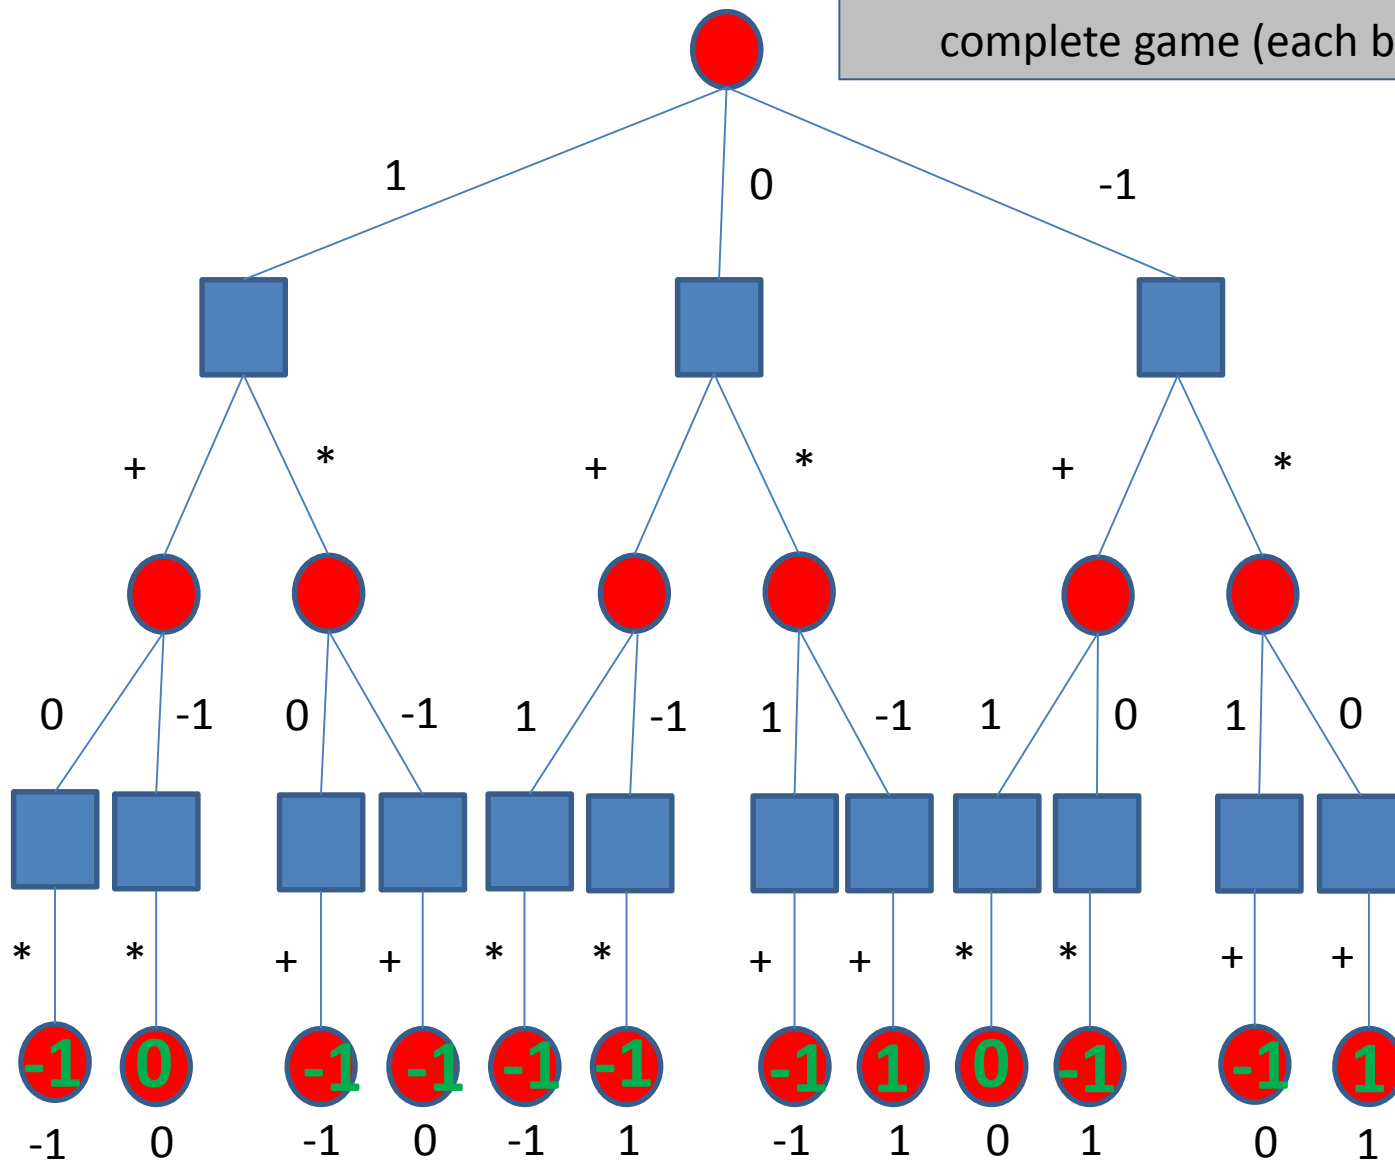 complete game (each b
1 0 -1
+ * + * + *
0 -1 0 -1 1 -1 1 -1 1 0 1 0
* * + + * * + + * * + +
-1 0 -1 -1 -1 -1 -1 1 0 -1 -1 1
-1 0 -1 0 -1 1 -1 1 0 1 0 1